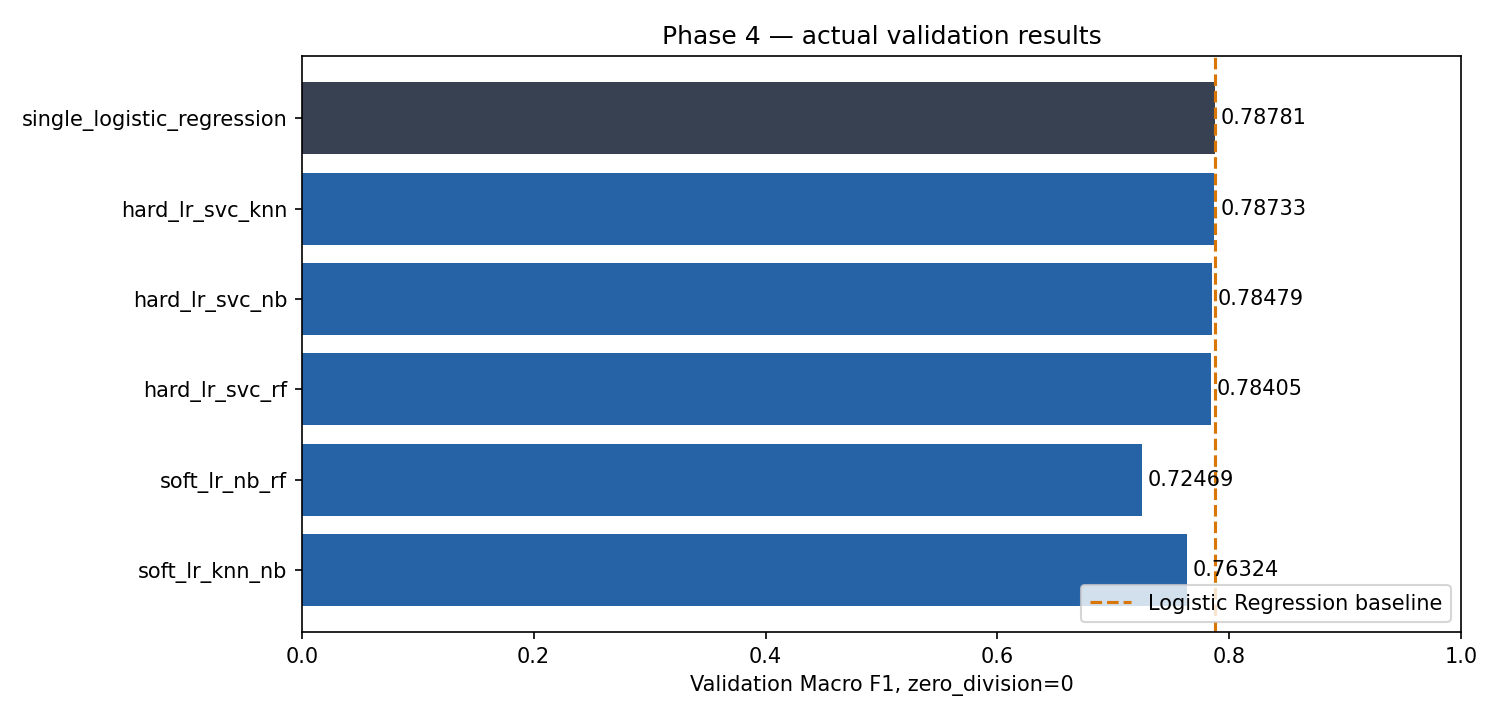 Phase 4 — actual validation results
single_logistic_regression
0.78781
hard_lr_svc_knn
0.78733
hard_lr_svc_nb
0.78479
hard_lr_svc_rf
0.78405
soft_lr_nb_rf
0.72469
soft_lr_knn_nb
0.76324
Logistic Regression baseline
0.0 0.2 0.4 0.6 0.8 1.0
Validation Macro F1, zero_division=0